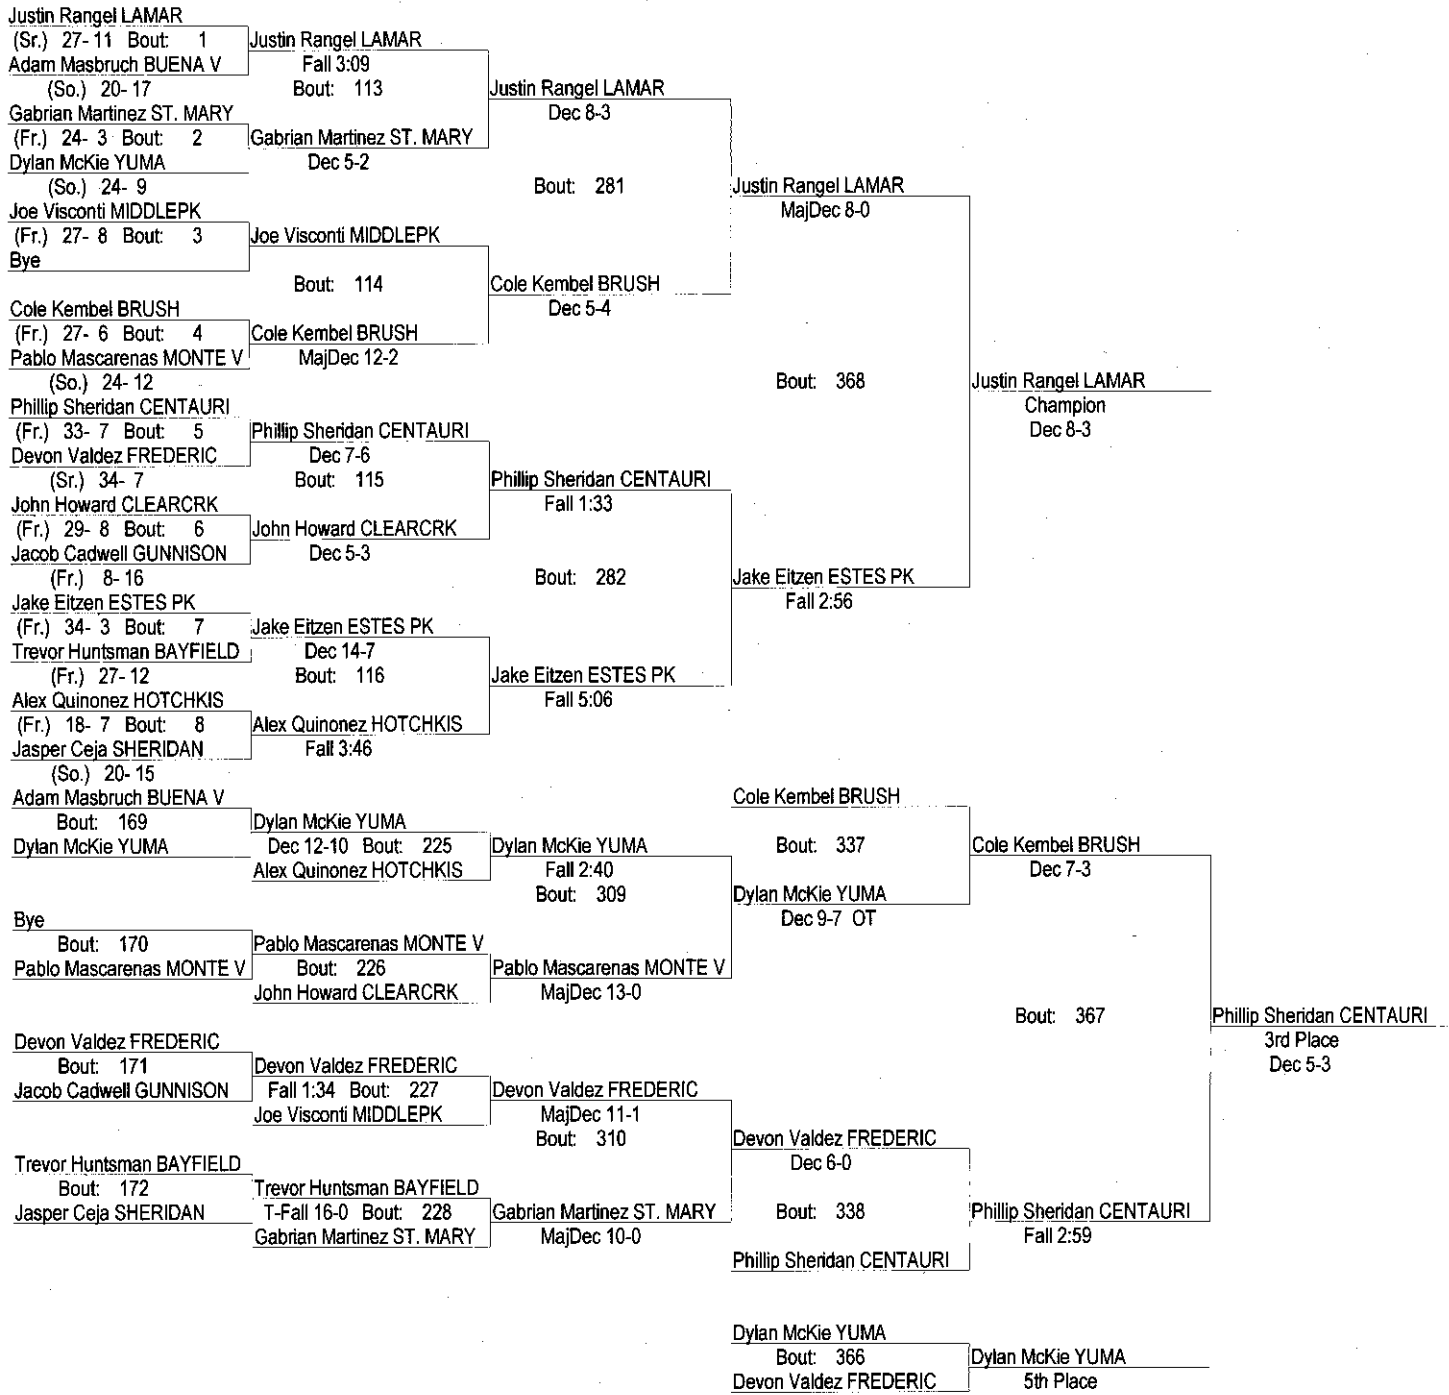 Justin Rangel LAMAR
(Sr.) 27- 11 Bout: 1
Adam Masbruch BUENA V
(So.) 20- 17
Gabrian Martinez ST. MARY
(Fr.) 24- 3 Bout: 2
Dylan McKie YUMA
(So.) 24- 9
Joe Visconti MIDDLEPK
(Fr.) 27- 8 Bout: 3
Bye
Cole Kembel BRUSH
(Fr.) 27- 6 Bout: 4
Pablo Mascarenas MONTE V
(So.) 24- 12
Phillip Sheridan CENTAURI
(Fr.) 33- 7 Bout: 5
Devon Valdez FREDERIC
(Sr.) 34- 7
John Howard CLEARCRK
(Fr.) 29- 8 Bout: 6
Jacob Cadwell GUNNISON
(Fr.) 8- 16
Jake Eitzen ESTES PK
(Fr.) 34- 3 Bout: 7
Trevor Huntsman BAYFIELD
(Fr.) 27- 12
Alex Quinonez HOTCHKIS
(Fr.) 18- 7 Bout: 8
Jasper Ceja SHERIDAN
(So.) 20- 15
Justin Rangel LAMAR
Fall 3:09
Bout: 113
Gabrian Martinez ST. MARY
Dec 5-2
Joe Visconti MIDDLEPK
Bout: 114
Cole Kembel BRUSH
MajDec 12-2
Phillip Sheridan CENTAURI
Dec 7-6
Bout: 115
John Howard CLEARCRK
Dec 5-3
Jake Eitzen ESTES PK
Dec 14-7
Bout: 116
Alex Quinonez HOTCHKIS
Fall 3:46
Justin Rangel LAMAR
Dec 8-3
Bout: 281
Cole Kembel BRUSH
Dec 5-4
Phillip Sheridan CENTAURI
Fall 1:33
Bout: 282
Jake Eitzen ESTES PK
Fall 5:06
Justin Rangel LAMAR
MajDec 8-0
Bout: 368
Jake Eitzen ESTES PK
Fall 2:56
Justin Rangel LAMAR
Champion
Dec 8-3
Adam Masbruch BUENA V
Bout: 169
Dylan McKie YUMA
Bye
Bout: 170
Pablo Mascarenas MONTE V
Devon Valdez FREDERIC
Bout: 171
Jacob Cadwell GUNNISON
Trevor Huntsman BAYFIELD
Bout: 172
Jasper Ceja SHERIDAN
Dylan McKie YUMA
Dec 12-10 Bout: 225
Alex Quinonez HOTCHKIS
Pablo Mascarenas MONTE V
Bout: 226
John Howard CLEARCRK
Devon Valdez FREDERIC
Fall 1:34 Bout: 227
Joe Visconti MIDDLEPK
Trevor Huntsman BAYFIELD
T-Fall 16-0 Bout: 228
Gabrian Martinez ST. MARY
Dylan McKie YUMA
Fall 2:40
Bout: 309
Pablo Mascarenas MONTE V
MajDec 13-0
Devon Valdez FREDERIC
MajDec 11-1
Bout: 310
Gabrian Martinez ST. MARY
MajDec 10-0
Cole Kembel BRUSH
Bout: 337
Dylan McKie YUMA
Dec 9-7 OT
Devon Valdez FREDERIC
Dec 6-0
Bout: 338
Phillip Sheridan CENTAURI
Cole Kembel BRUSH
Dec 7-3
Bout: 367
Phillip Sheridan CENTAURI
Fall 2:59
Phillip Sheridan CENTAURI
3rd Place
Dec 5-3
Dylan McKie YUMA
Bout: 366
Devon Valdez FREDERIC
Dylan McKie YUMA
5th Place